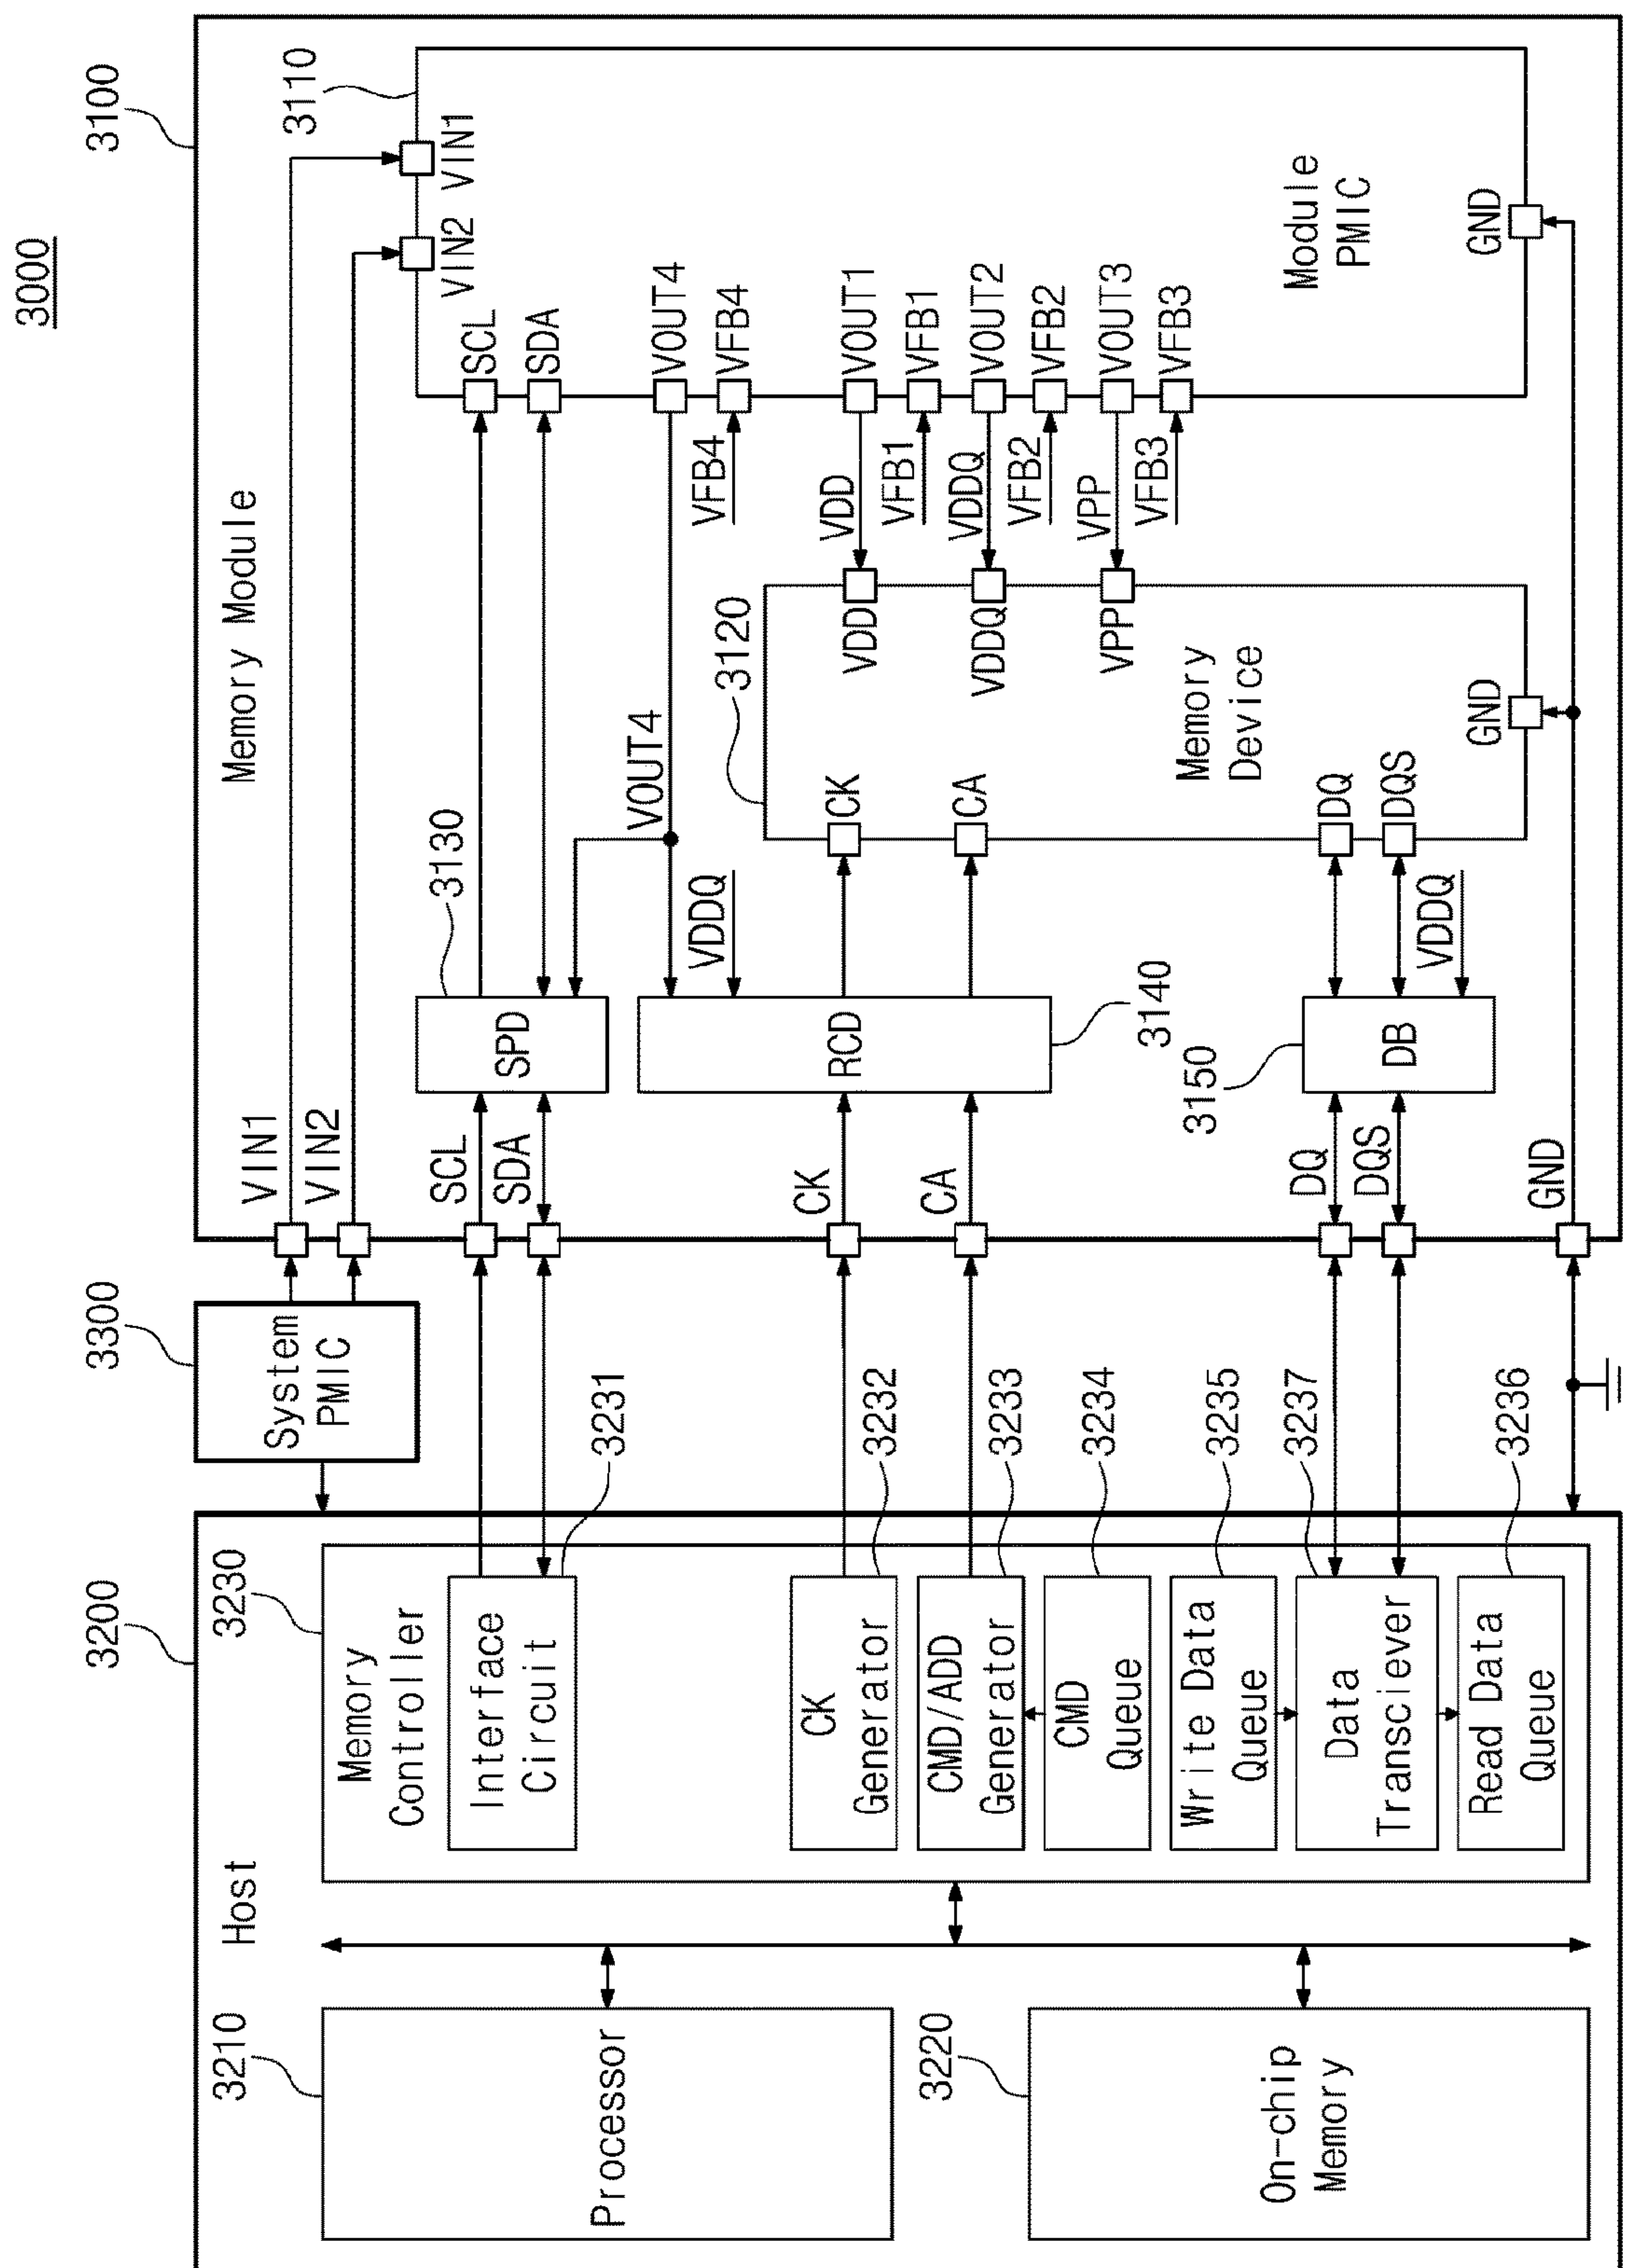 3000
3200
Host
3210
Processor
3220
On-chip
Memory
3230
Memory
Controller
Interface
Circuit
3231
CK
Generator
3232
CMD/ADD
Generator
3233
CMD
Queue
3234
Write Data
Queue
3235
Data
Transciever
3237
Read Data
Queue
3236
3300
System
PMIC
3100
Memory Module
VIN1
VIN2
SCL
SDA
CK
CA
DQ
DQS
GND
SPD
3130
RCD
3140
VDDQ
VOUT4
3150
DB
VDDQ
3120
Memory
Device
CK
CA
DQ
DQS
VDD
VDDQ
VPP
GND
VFB4
VDD
VFB1
VDDQ
VFB2
VPP
VFB3
3110
VIN1
VIN2
SCL
SDA
VOUT4
VFB4
VOUT1
VFB1
VOUT2
VFB2
VOUT3
VFB3
Module
PMIC
GND